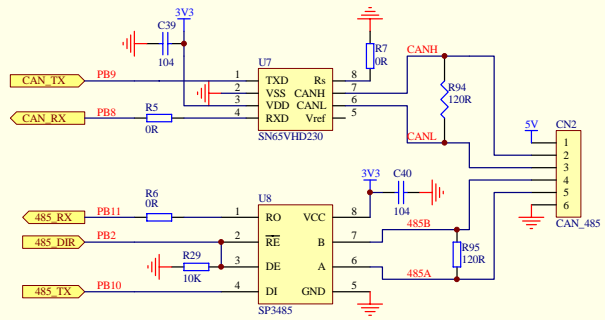 3V3
C39
104
CAN_TX PB9
CAN_RX PB8
R5
0R
U7
1 TXD Rs 8
2 VSS CANH 7
3 VDD CANL 6
4 RXD Vref 5
SN65VHD230
R7
0R
CANH
CANL
R94
120R
5V
CN2
1
2
3
4
5
6
CAN_485
485_RX PB11
485_DIR PB2
485_TX PB10
R6
0R
R29
10K
U8
1 RO VCC 8
2 RE B 7
3 DE A 6
4 DI GND 5
SP3485
3V3
C40
104
485B
485A
R95
120R